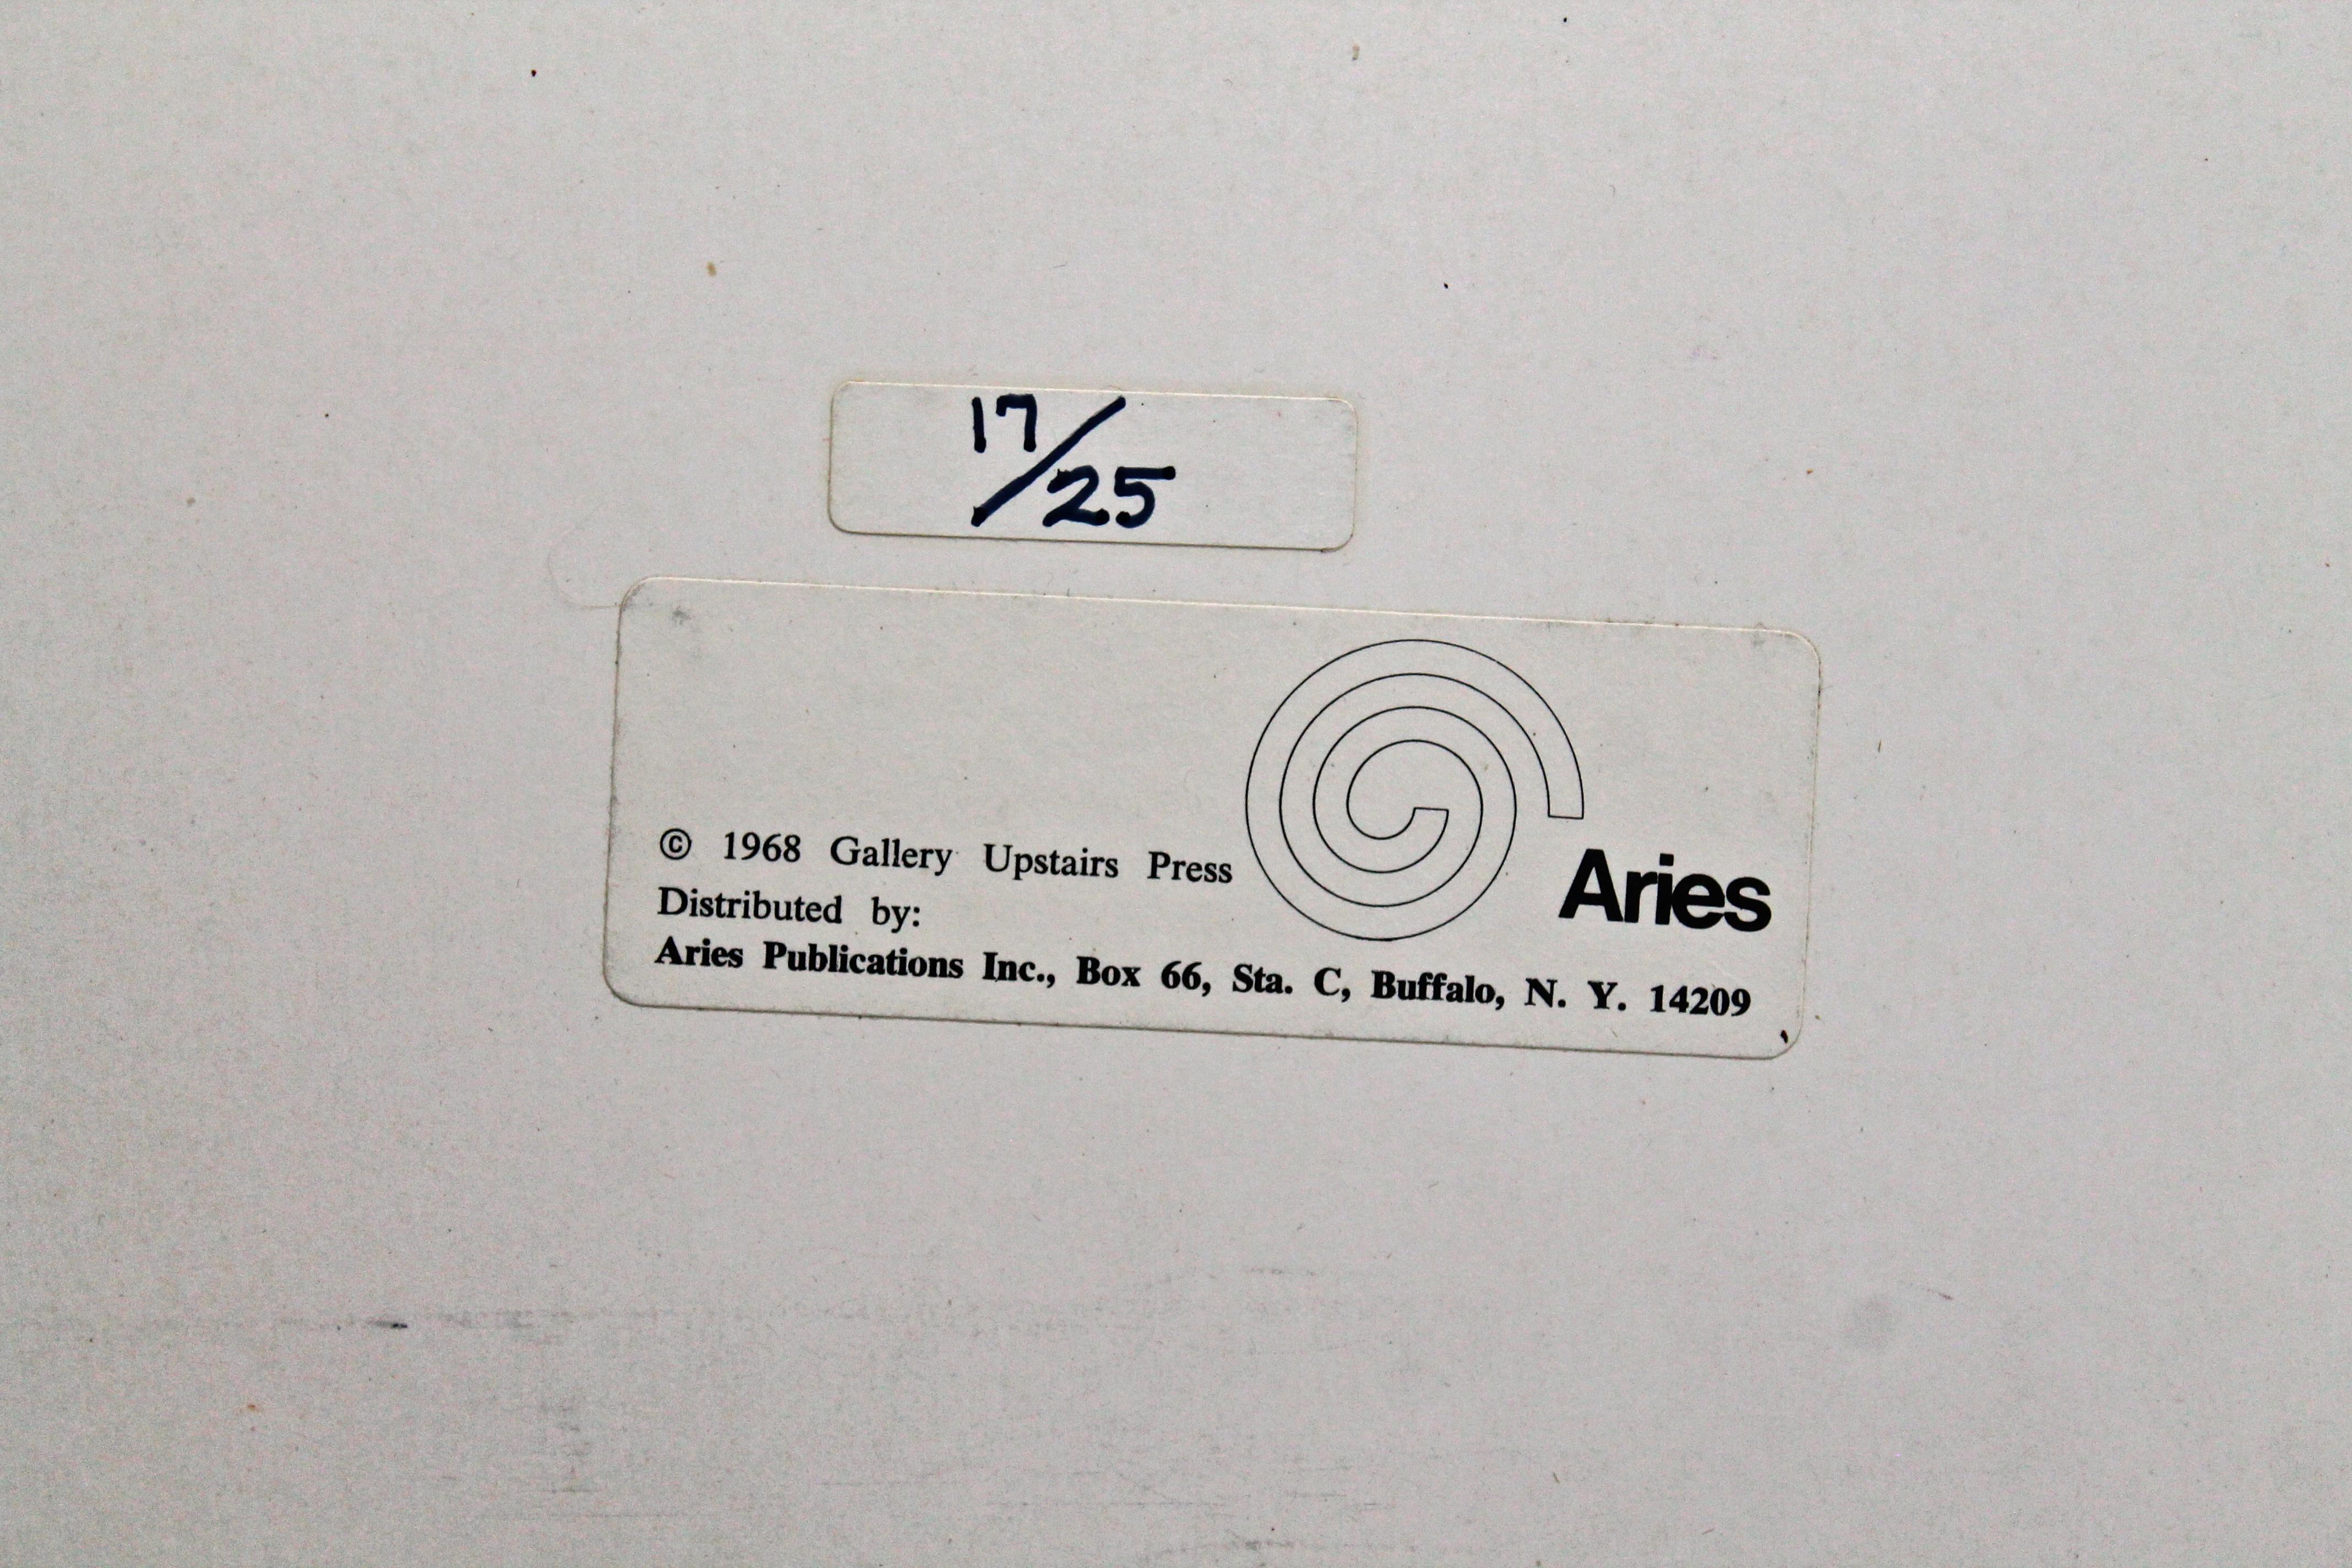 17/25
© 1968 Gallery Upstairs Press
Aries
Distributed by:
Aries Publications Inc., Box 66, Sta. C, Buffalo, N. Y. 14209